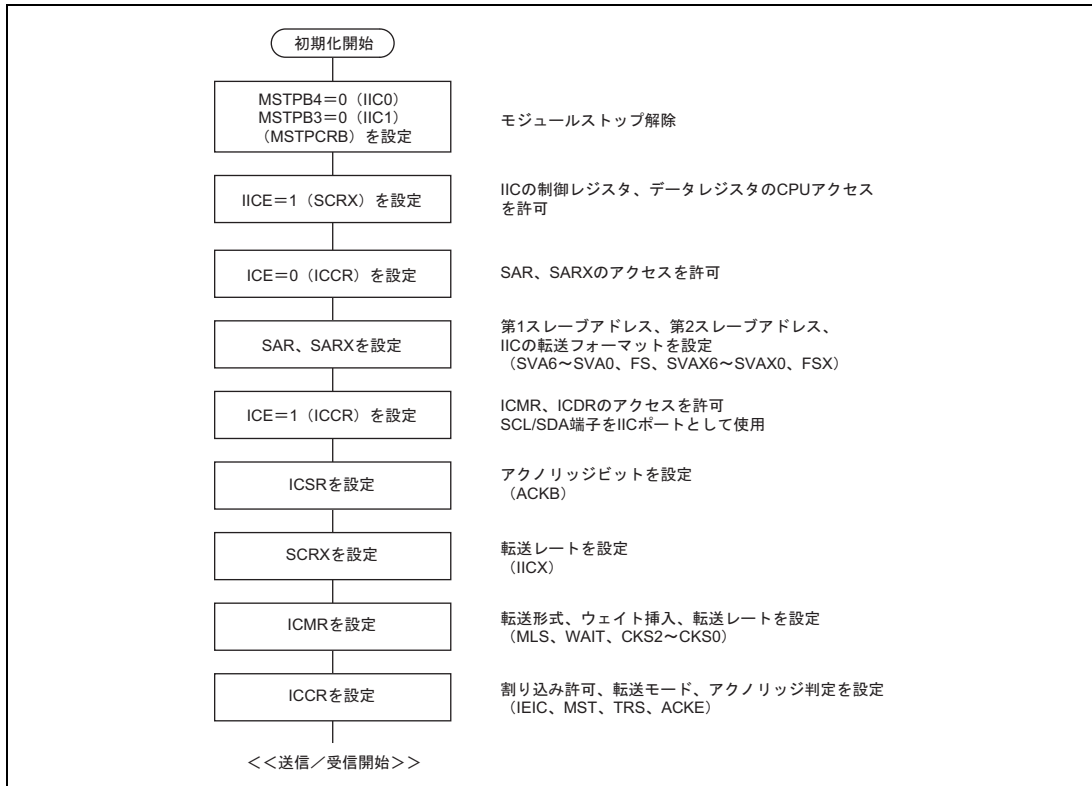 初期化開始
MSTPB4＝0（IIC0）
MSTPB3＝0（IIC1）
（MSTPCRB）を設定
モジュールストップ解除
IICE＝1（SCRX）を設定
IICの制御レジスタ、データレジスタのCPUアクセス
を許可
ICE＝0（ICCR）を設定
SAR、SARXのアクセスを許可
SAR、SARXを設定
第1スレーブアドレス、第2スレーブアドレス、
IICの転送フォーマットを設定
（SVA6～SVA0、FS、SVAX6～SVAX0、FSX）
ICE＝1（ICCR）を設定
ICMR、ICDRのアクセスを許可
SCL/SDA端子をIICポートとして使用
ICSRを設定
アクノリッジビットを設定
（ACKB）
SCRXを設定
転送レートを設定
（IICX）
ICMRを設定
転送形式、ウェイト挿入、転送レートを設定
（MLS、WAIT、CKS2～CKS0）
ICCRを設定
割り込み許可、転送モード、アクノリッジ判定を設定
（IEIC、MST、TRS、ACKE）
＜＜送信／受信開始＞＞